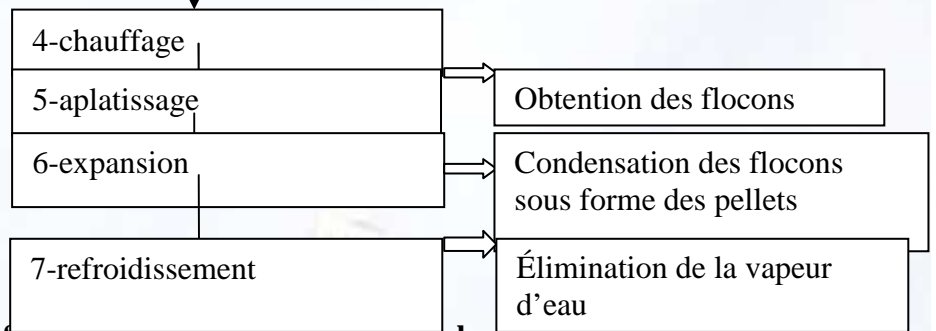 4-chauffage
5-aplatissage
Obtention des flocons
6-expansion
Condensation des flocons
sous forme des pellets
7-refroidissement
Élimination de la vapeur
d’eau